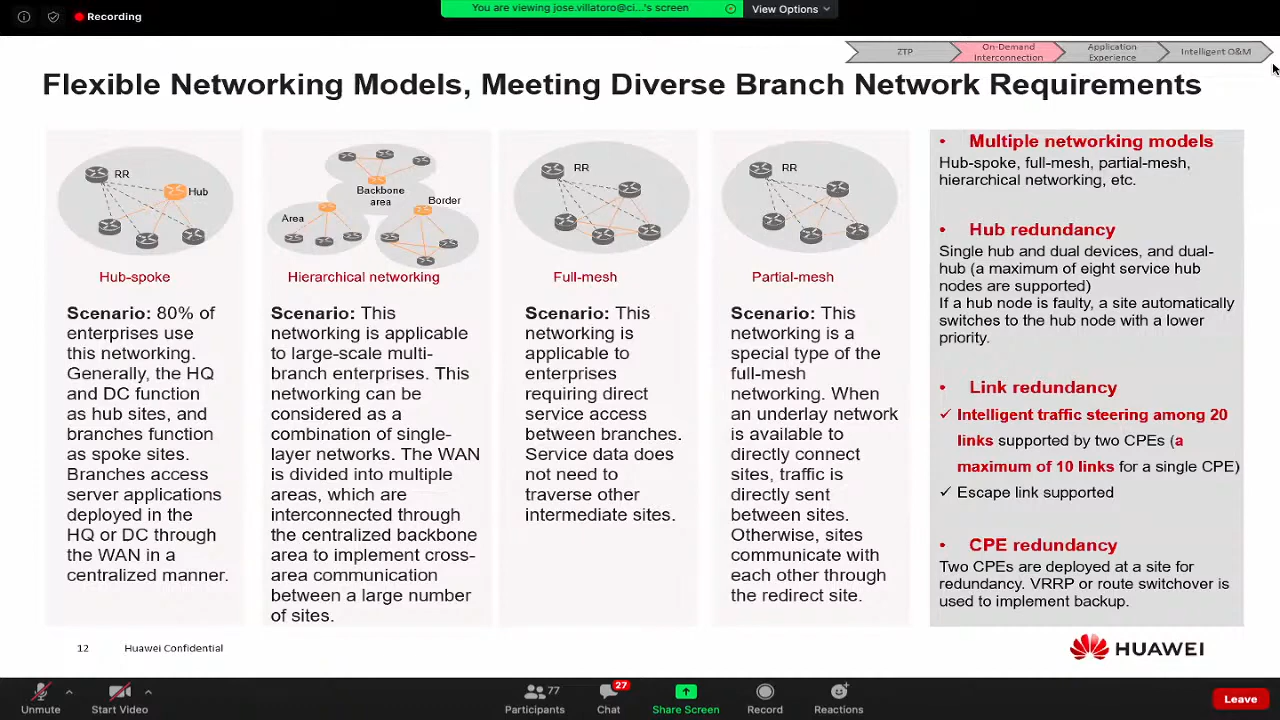 Recording
You are viewing jose.villatoro@ci...'s screen
View Options
ZTP
On-Demand
Interconnection
Application
Experience
Intelligent O&M
Flexible Networking Models, Meeting Diverse Branch Network Requirements
RR
Hub
Hub-spoke
Scenario: 80% of
enterprises use
this networking.
Generally, the HQ
and DC function
as hub sites, and
branches function
as spoke sites.
Branches access
server applications
deployed in the
HQ or DC through
the WAN in a
centralized manner.
Backbone
area
Border
Area
Hierarchical networking
Scenario: This
networking is applicable
to large-scale multi-
branch enterprises. This
networking can be
considered as a
combination of single-
layer networks. The WAN
is divided into multiple
areas, which are
interconnected through
the centralized backbone
area to implement cross-
area communication
between a large number
of sites.
RR
Full-mesh
Scenario: This
networking is
applicable to
enterprises
requiring direct
service access
between branches.
Service data does
not need to
traverse other
intermediate sites.
RR
Partial-mesh
Scenario: This
networking is a
special type of the
full-mesh
networking. When
an underlay network
is available to
directly connect
sites, traffic is
directly sent
between sites.
Otherwise, sites
communicate with
each other through
the redirect site.
• Multiple networking models
Hub-spoke, full-mesh, partial-mesh,
hierarchical networking, etc.
• Hub redundancy
Single hub and dual devices, and dual-
hub (a maximum of eight service hub
nodes are supported)
If a hub node is faulty, a site automatically
switches to the hub node with a lower
priority.
• Link redundancy
✓ Intelligent traffic steering among 20
links supported by two CPEs (a
maximum of 10 links for a single CPE)
✓ Escape link supported
• CPE redundancy
Two CPEs are deployed at a site for
redundancy. VRRP or route switchover is
used to implement backup.
12
Huawei Confidential
HUAWEI
Unmute
Start Video
77
Participants
27
Chat
Share Screen
Record
Reactions
Leave